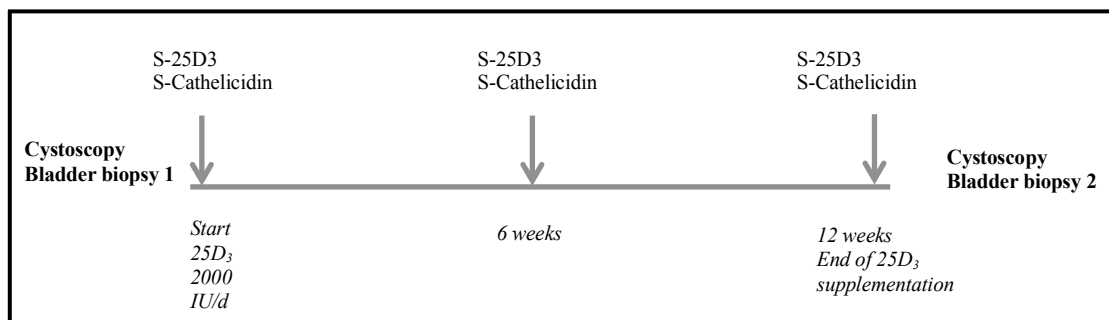 S-25D3
S-Cathelicidin
S-25D3
S-Cathelicidin
S-25D3
S-Cathelicidin
Cystoscopy
Bladder biopsy 1
Cystoscopy
Bladder biopsy 2
Start
25D₃
2000
IU/d
6 weeks
12 weeks
End of 25D₃
supplementation